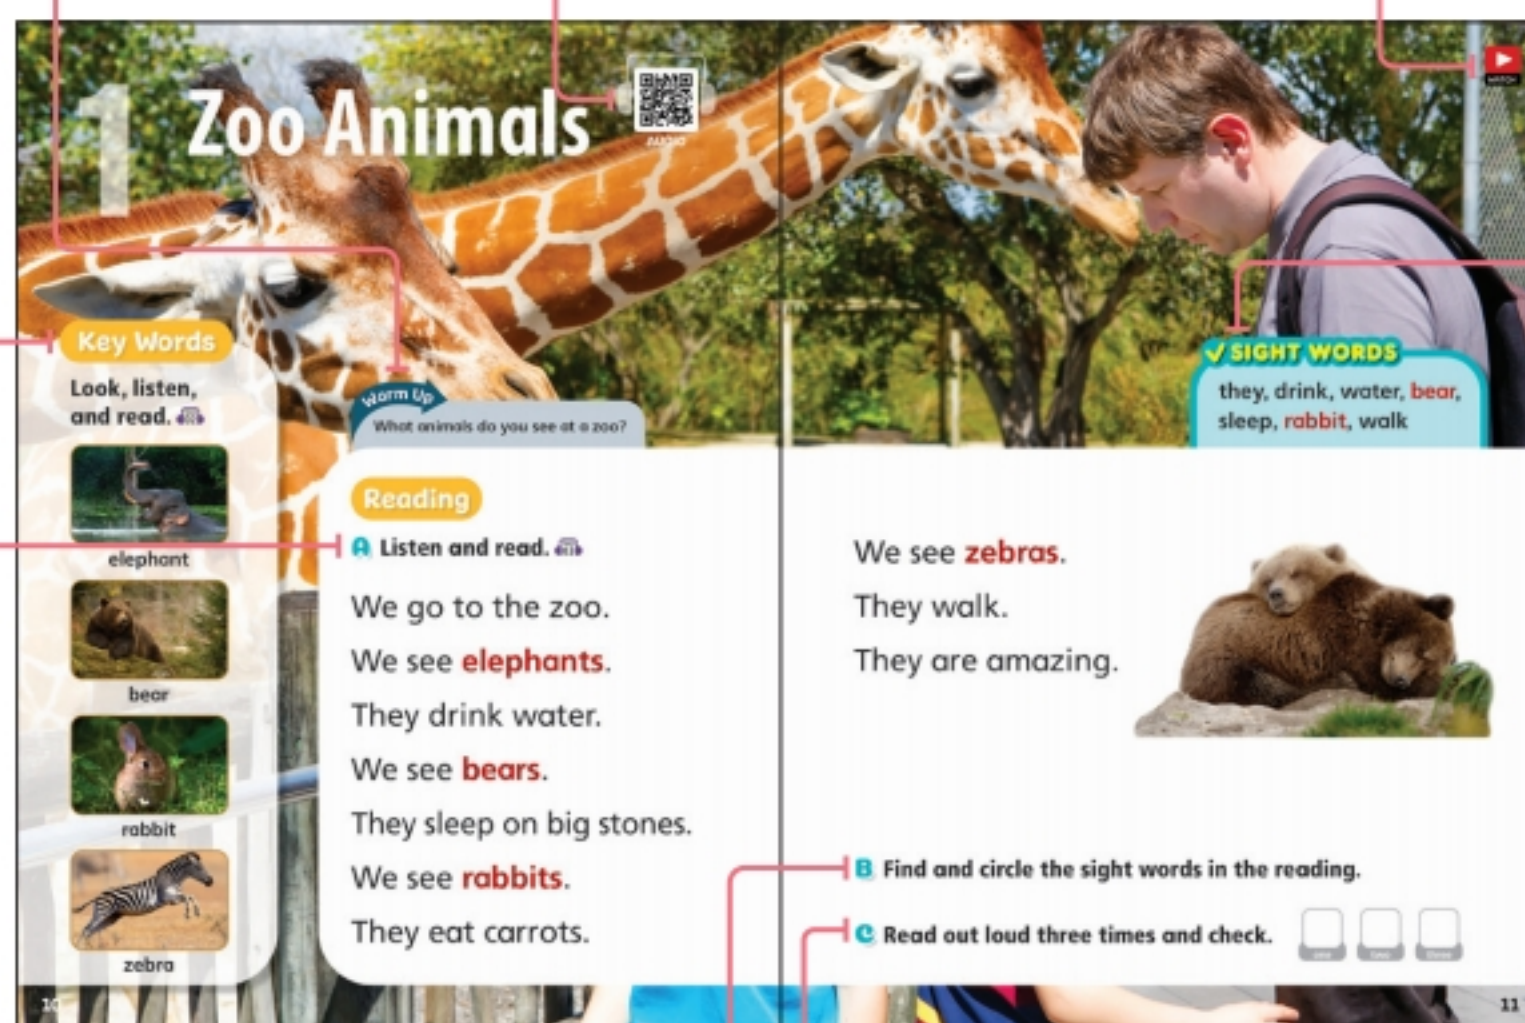 1
Zoo Animals
AUDIO
WATCH
Key Words
Look, listen,
and read.
elephant
bear
rabbit
zebra
Warm Up
What animals do you see at a zoo?
✓ SIGHT WORDS
they, drink, water, bear,
sleep, rabbit, walk
Reading
A Listen and read.
We go to the zoo.
We see elephants.
They drink water.
We see bears.
They sleep on big stones.
We see rabbits.
They eat carrots.
We see zebras.
They walk.
They are amazing.
B Find and circle the sight words in the reading.
C Read out loud three times and check.
10
11